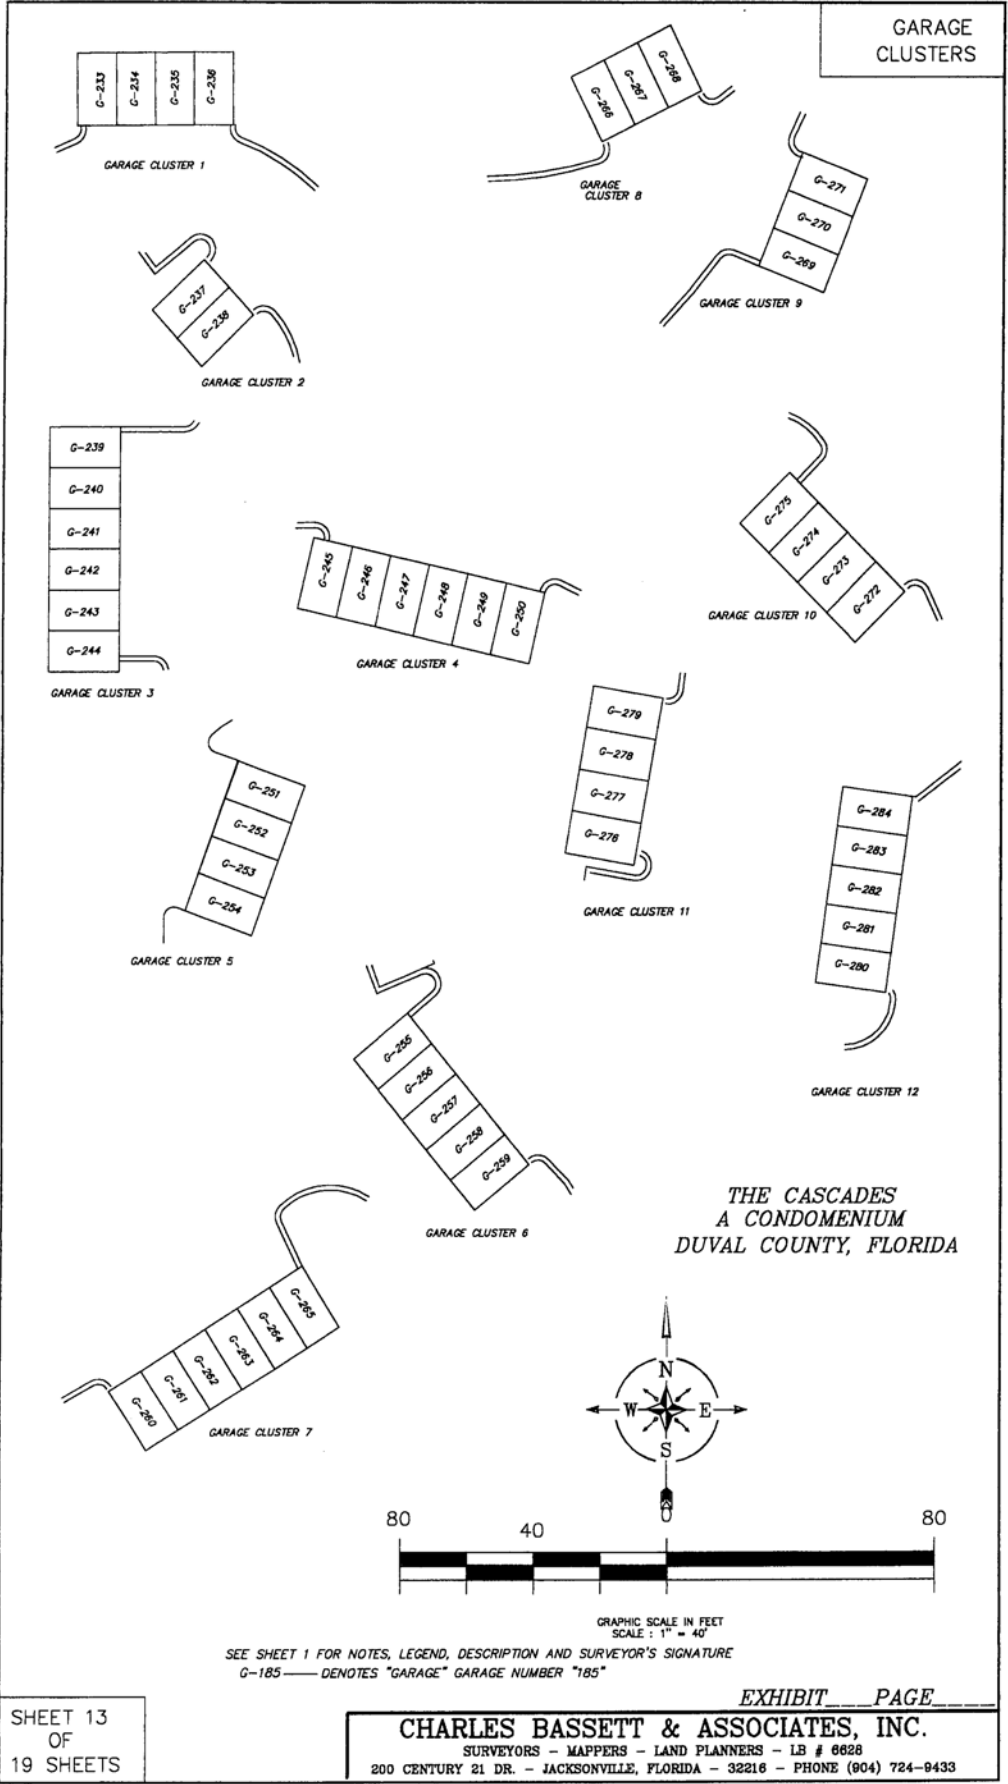 GARAGE
CLUSTERS
G-233
G-234
G-235
G-236
GARAGE CLUSTER 1
G-266
G-267
G-268
GARAGE
CLUSTER 8
G-271
G-270
G-269
GARAGE CLUSTER 9
G-237
G-238
GARAGE CLUSTER 2
G-239
G-240
G-241
G-242
G-243
G-244
GARAGE CLUSTER 3
G-245
G-246
G-247
G-248
G-249
G-250
GARAGE CLUSTER 4
G-275
G-274
G-273
G-272
GARAGE CLUSTER 10
G-279
G-278
G-277
G-276
GARAGE CLUSTER 11
G-251
G-252
G-253
G-254
GARAGE CLUSTER 5
G-284
G-283
G-282
G-281
G-280
GARAGE CLUSTER 12
G-255
G-256
G-257
G-258
G-259
GARAGE CLUSTER 6
G-260
G-261
G-262
G-263
G-264
G-265
GARAGE CLUSTER 7
THE CASCADES
A CONDOMENIUM
DUVAL COUNTY, FLORIDA
N
W E
S
80 40 0 80
GRAPHIC SCALE IN FEET
SCALE : 1" = 40'
SEE SHEET 1 FOR NOTES, LEGEND, DESCRIPTION AND SURVEYOR'S SIGNATURE
G-185 —— DENOTES "GARAGE" GARAGE NUMBER "185"
EXHIBIT___PAGE____
SHEET 13
OF
19 SHEETS
CHARLES BASSETT & ASSOCIATES, INC.
SURVEYORS - MAPPERS - LAND PLANNERS - LB # 6628
200 CENTURY 21 DR. - JACKSONVILLE, FLORIDA - 32216 - PHONE (904) 724-9433